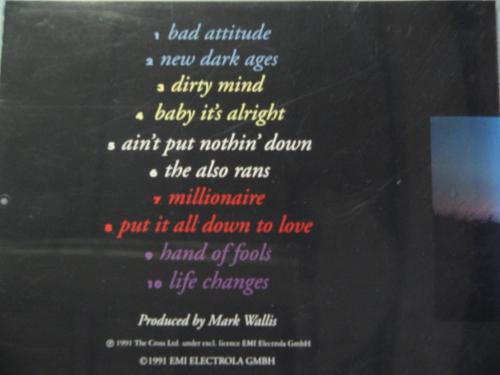 1 bad attitude
2 new dark ages
3 dirty mind
4 baby it's alright
5 ain't put nothin' down
6 the also rans
7 millionaire
8 put it all down to love
9 hand of fools
10 life changes
Produced by Mark Wallis
℗ 1991 The Cross Ltd. under excl. licence EMI Electrola GmbH
©1991 EMI ELECTROLA GMBH